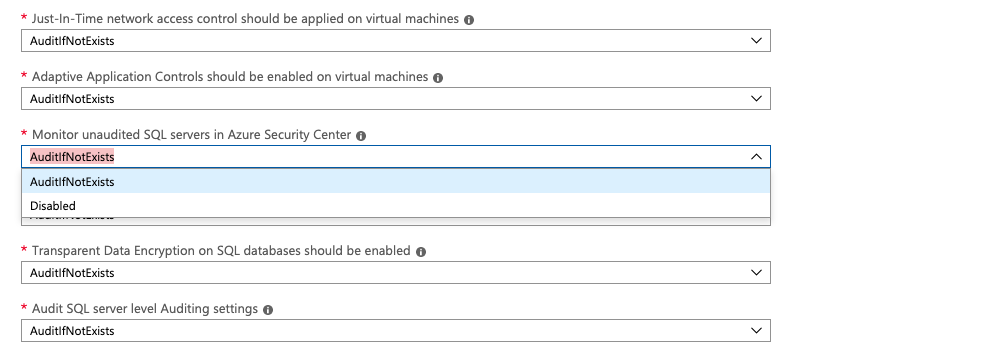 * Just-In-Time network access control should be applied on virtual machines
AuditIfNotExists
* Adaptive Application Controls should be enabled on virtual machines
AuditIfNotExists
* Monitor unaudited SQL servers in Azure Security Center
AuditIfNotExists
AuditIfNotExists
Disabled
* Transparent Data Encryption on SQL databases should be enabled
AuditIfNotExists
* Audit SQL server level Auditing settings
AuditIfNotExists